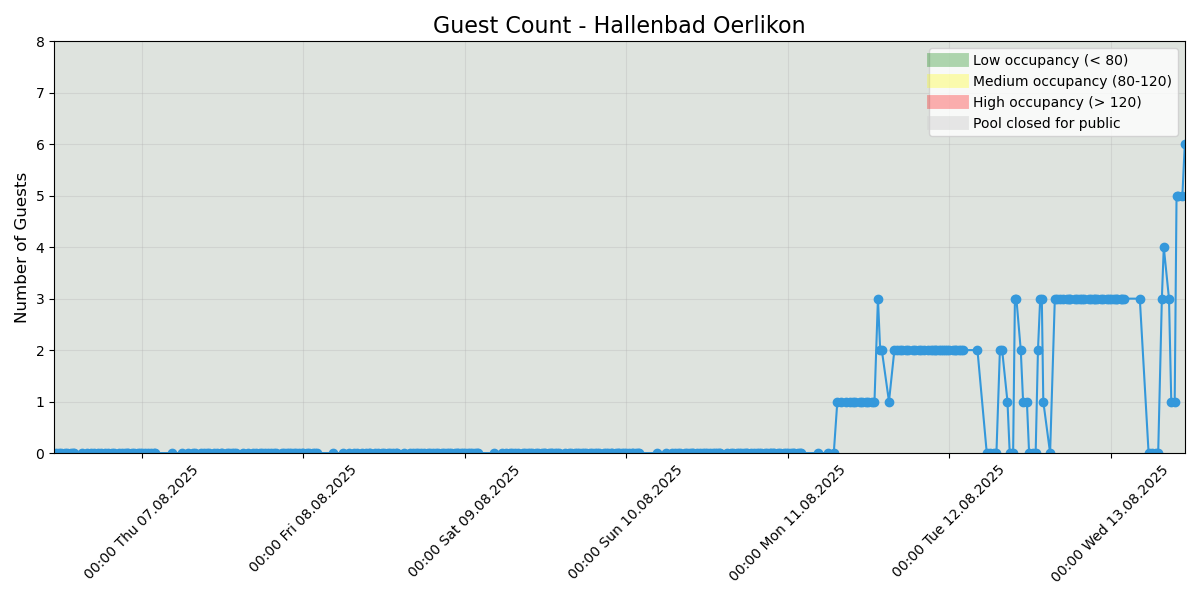 Guest Count - Hallenbad Oerlikon
Number of Guests
8
7
6
5
4
3
2
1
0
Low occupancy (< 80)
Medium occupancy (80-120)
High occupancy (> 120)
Pool closed for public
00:00 Thu 07.08.2025
00:00 Fri 08.08.2025
00:00 Sat 09.08.2025
00:00 Sun 10.08.2025
00:00 Mon 11.08.2025
00:00 Tue 12.08.2025
00:00 Wed 13.08.2025